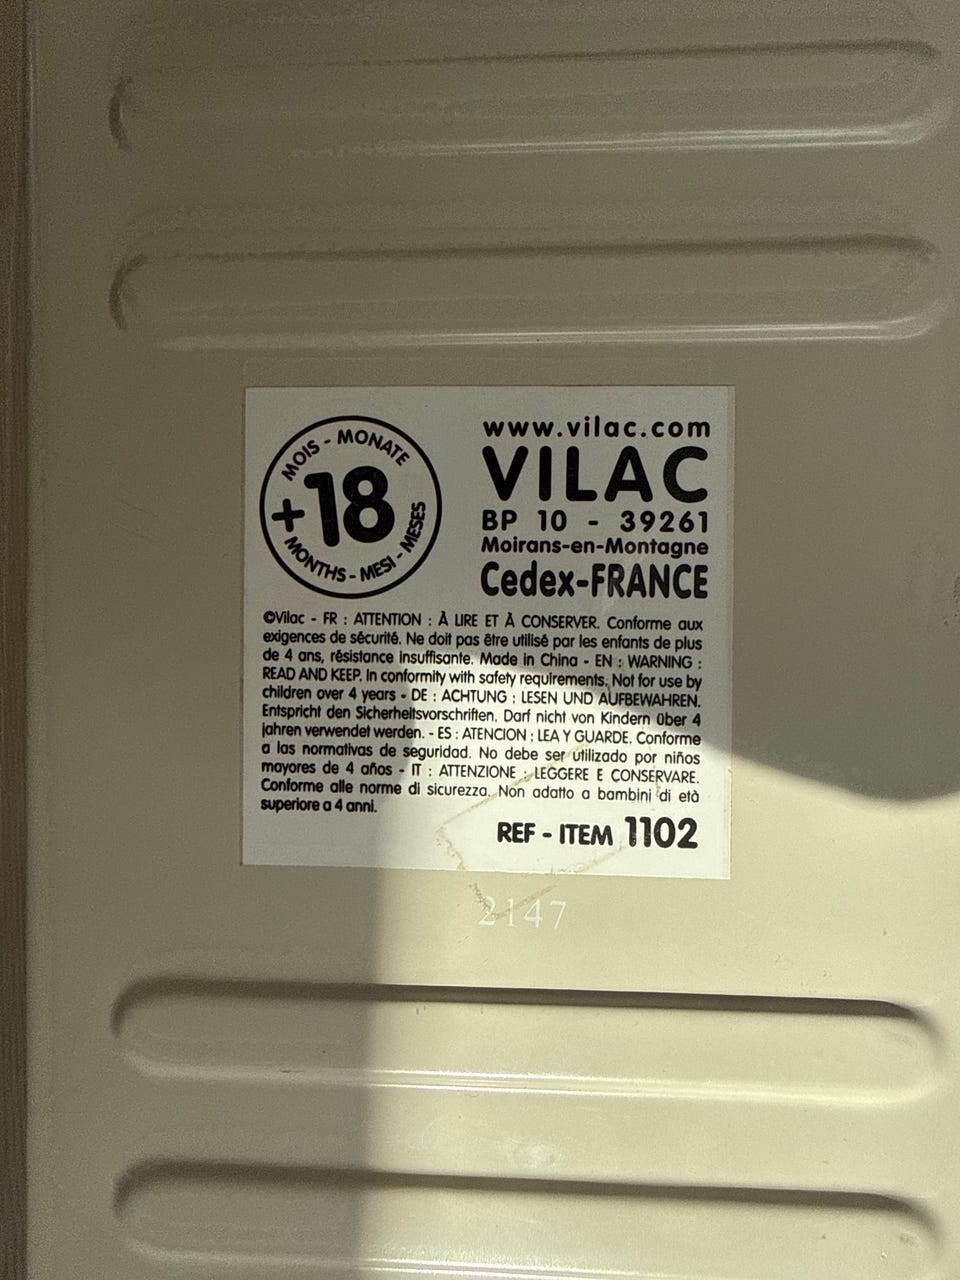 MOIS - MONATE
+18
MONTHS - MESI - MESES
www.vilac.com
VILAC
BP 10 - 39261
Moirans-en-Montagne
Cedex-FRANCE
©Vilac - FR : ATTENTION : À LIRE ET À CONSERVER. Conforme aux
exigences de sécurité. Ne doit pas être utilisé par les enfants de plus
de 4 ans, résistance insuffisante. Made in China - EN : WARNING :
READ AND KEEP. In conformity with safety requirements. Not for use by
children over 4 years - DE : ACHTUNG : LESEN UND AUFBEWAHREN.
Entspricht den Sicherheitsvorschriften. Darf nicht von Kindern über 4
Jahren verwendet werden. - ES : ATENCION : LEA Y GUARDE. Conforme
a las normativas de seguridad. No debe ser utilizado por niños
mayores de 4 años - IT : ATTENZIONE : LEGGERE E CONSERVARE.
Conforme alle norme di sicurezza. Non adatto a bambini di età
superiore a 4 anni.
REF - ITEM 1102
2147